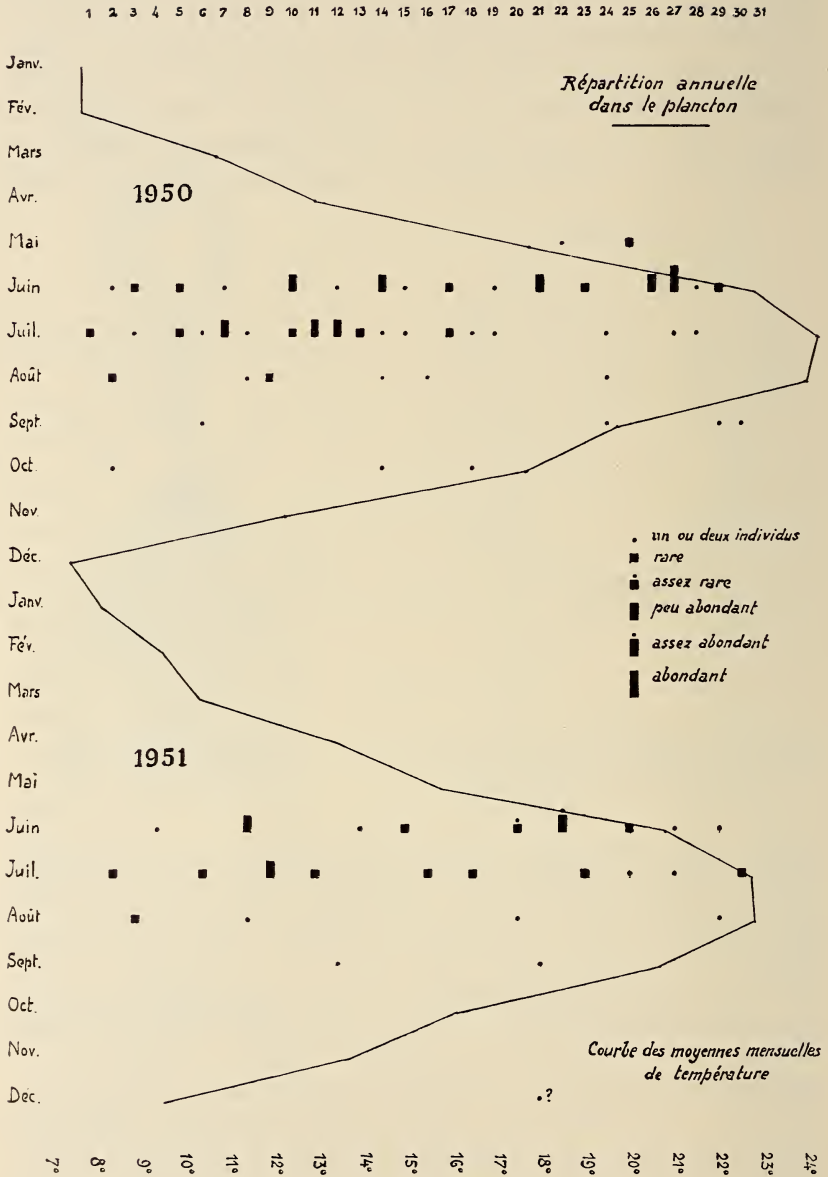 1 2 3 4 5 6 7 8 9 10 11 12 13 14 15 16 17 18 19 20 21 22 23 24 25 26 27 28 29 30 31
Janv.
Répartition annuelle
dans le plancton
Fév.
Mars
1950
Avr.
Mai
Juin
Juil.
Août
Sept.
Oct.
Nov.
Déc.
Janv.
Fév.
Mars
. un ou deux individus
rare
assez rare
peu abondant
assez abondant
abondant
Avr.
1951
Mai
Juin
Juil.
Août
Sept.
Oct.
Nov.
Courbe des moyennes mensuelles
de température
Déc.
?
7° 8° 9° 10° 11° 12° 13° 14° 15° 16° 17° 18° 19° 20° 21° 22° 23° 24°